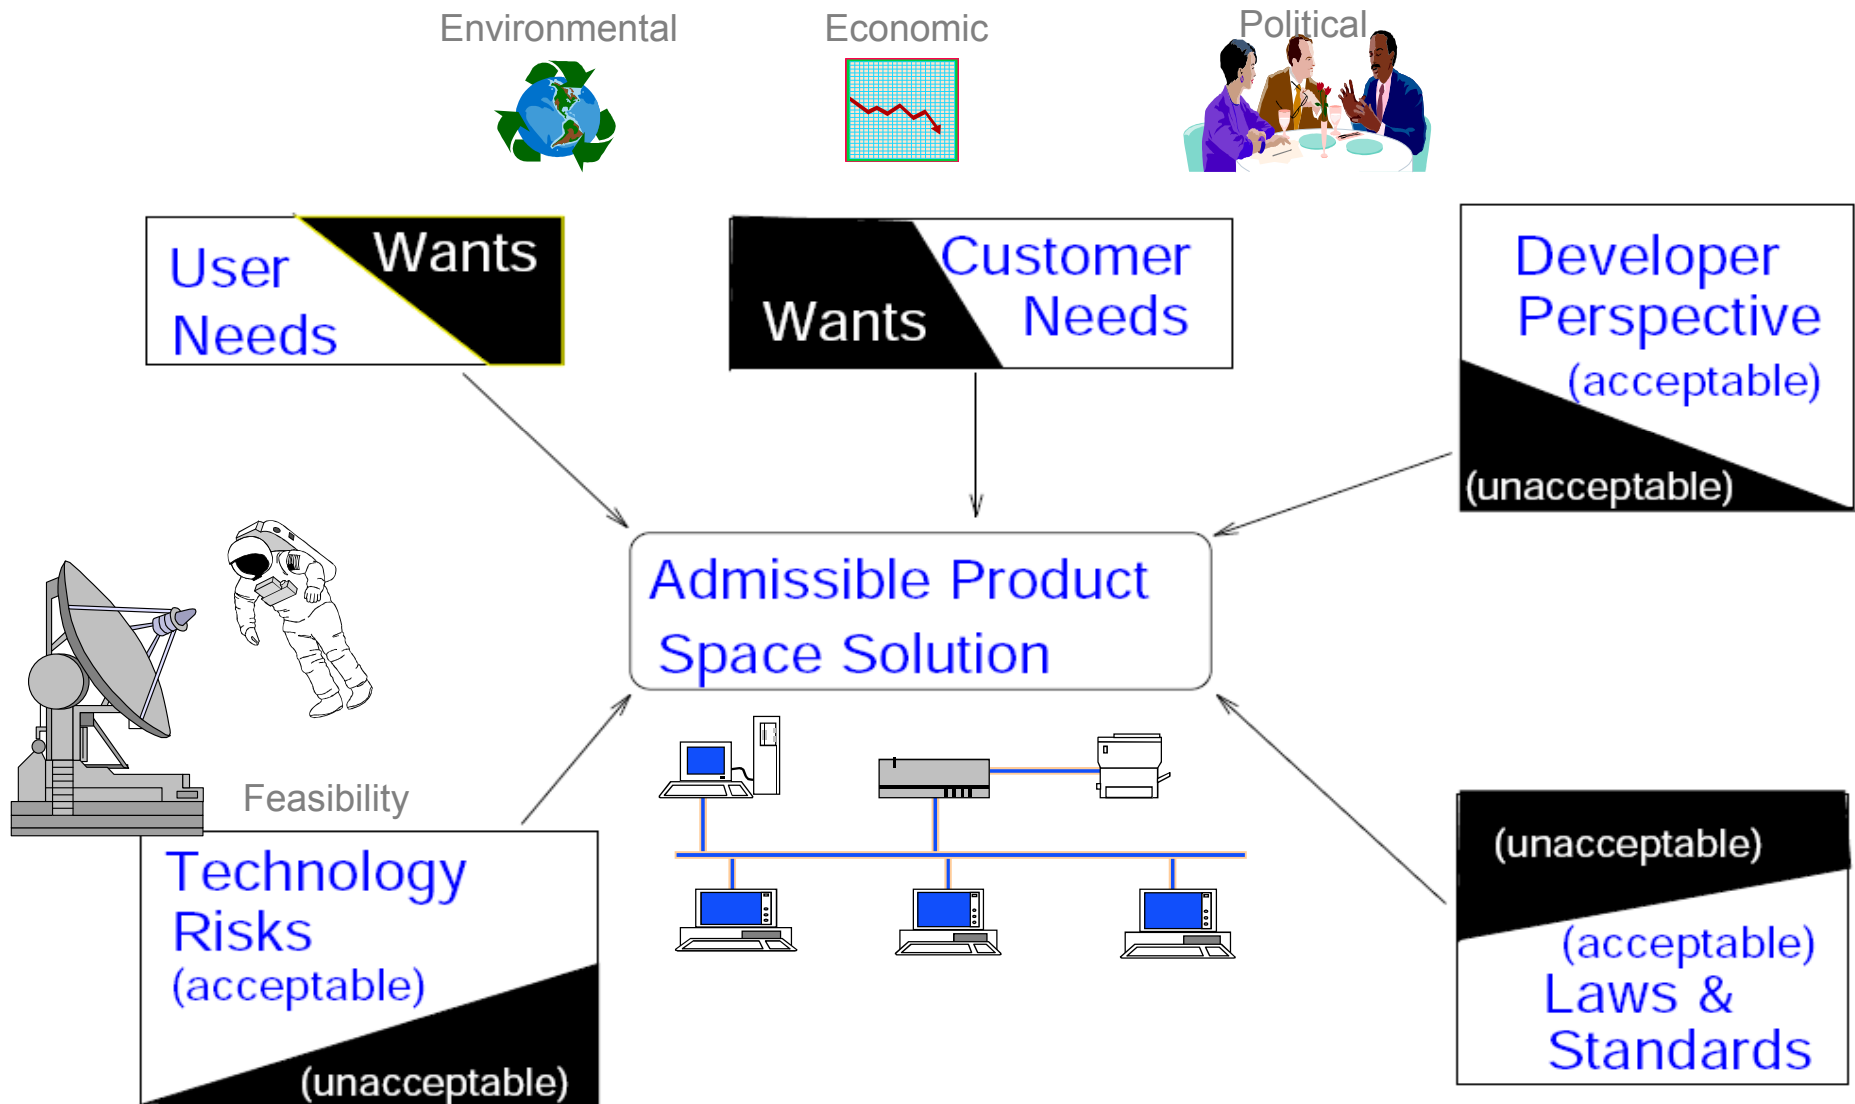 Environmental
Economic
Political
User
Needs
Wants
Wants
Customer
Needs
Developer
Perspective
(acceptable)
(unacceptable)
Admissible Product
Space Solution
Feasibility
Technology
Risks
(acceptable)
(unacceptable)
(unacceptable)
(acceptable)
Laws &
Standards